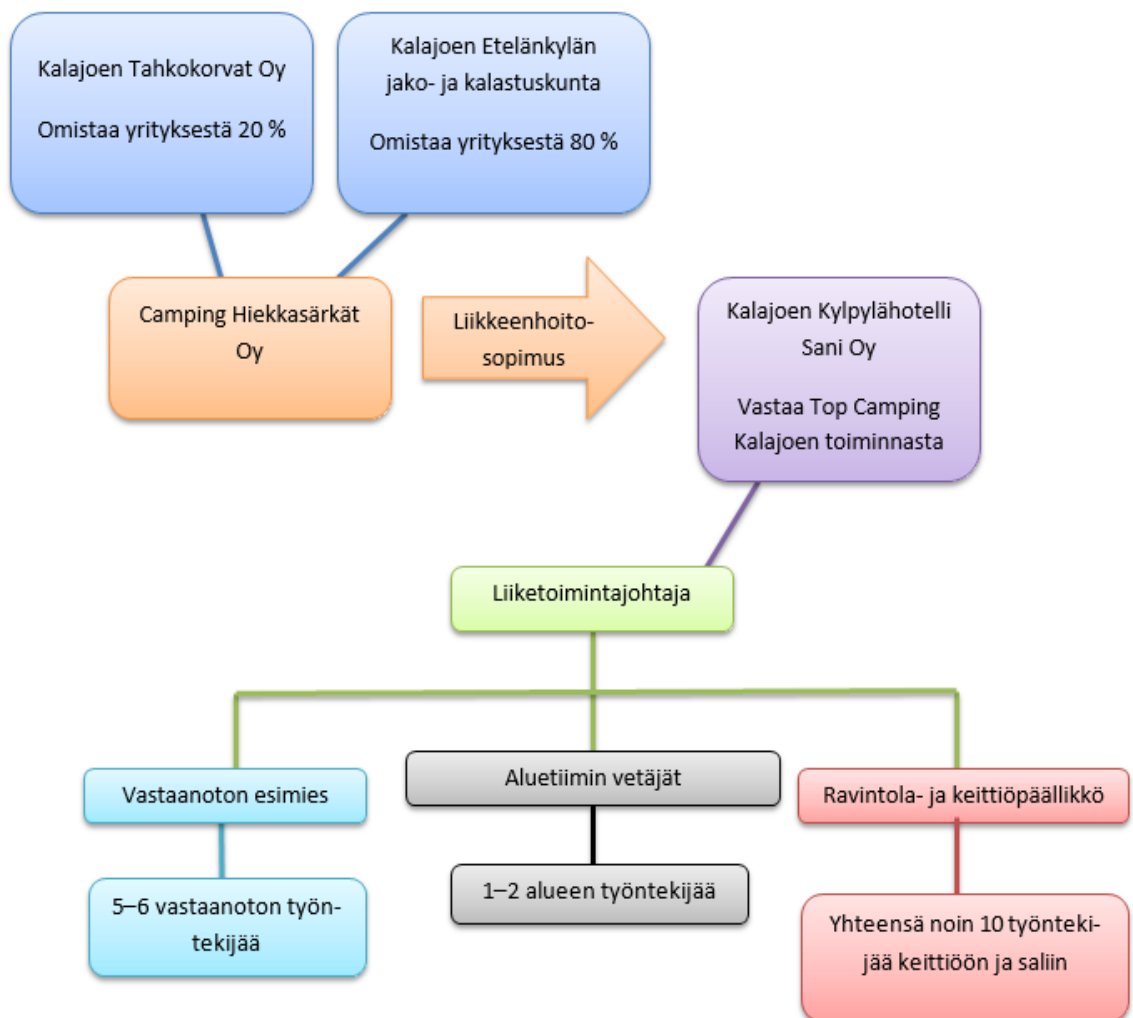 Kalajoen Tahkokorvat Oy
Omistaa yrityksestä 20 %
Kalajoen Etelänkylän
jako- ja kalastuskunta
Omistaa yrityksestä 80 %
Camping Hiekkasärkät
Oy
Liikkeenhoito-
sopimus
Kalajoen Kylpylähotelli
Sani Oy
Vastaa Top Camping
Kalajoen toiminnasta
Liiketoimintajohtaja
Vastaanoton esimies
Aluetiimin vetäjät
Ravintola- ja keittiöpäällikkö
5–6 vastaanoton työn-
tekijää
1–2 alueen työntekijää
Yhteensä noin 10 työnteki-
jää keittiöön ja saliin